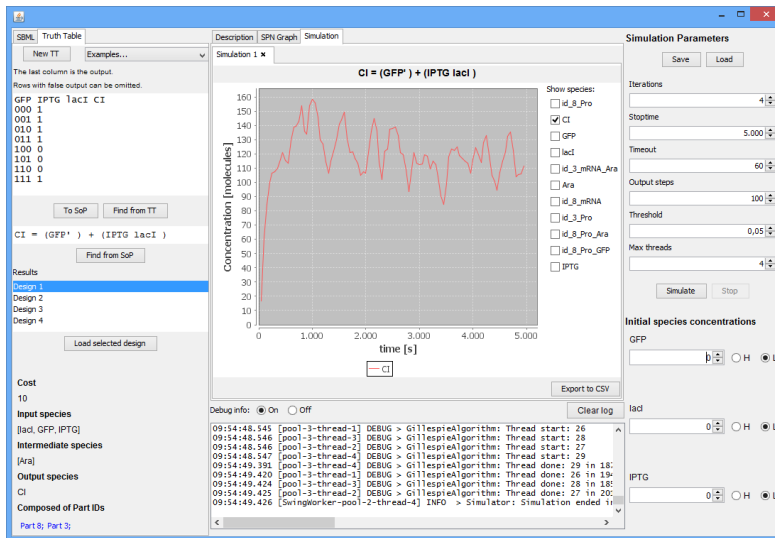 SBML Truth Table
New TT Examples...
The last column is the output.
Rows with false output can be omitted.
GFP IPTG lacI CI
000 1
001 1
010 1
011 1
100 0
101 0
110 0
111 1
To SoP Find from TT
CI = (GFP' ) + (IPTG lacI )
Find from SoP
Results
Design 1
Design 2
Design 3
Design 4
Load selected design
Cost
10
Input species
[lacI, GFP, IPTG]
Intermediate species
[Ara]
Output species
CI
Composed of Part IDs
Part 8; Part 3;
Description SPN Graph Simulation
Simulation 1
CI = (GFP' ) + (IPTG lacI )
Concentration [molecules]
160
150
140
130
120
110
100
90
80
70
60
50
40
30
20
10
0
0 1.000 2.000 3.000 4.000 5.000
time [s]
CI
Show species:
id_8_Pro
CI
GFP
lacI
id_3_mRNA_Ara
Ara
id_8_mRNA
id_3_Pro
id_8_Pro_Ara
id_8_Pro_GFP
IPTG
Export to CSV
Debug info: On Off Clear log
09:54:48.545 [pool-3-thread-1] DEBUG > GillespieAlgorithm: Thread start: 26
09:54:48.546 [pool-3-thread-3] DEBUG > GillespieAlgorithm: Thread start: 28
09:54:48.546 [pool-3-thread-2] DEBUG > GillespieAlgorithm: Thread start: 27
09:54:48.547 [pool-3-thread-4] DEBUG > GillespieAlgorithm: Thread start: 29
09:54:49.391 [pool-3-thread-4] DEBUG > GillespieAlgorithm: Thread done: 29 in
09:54:49.420 [pool-3-thread-1] DEBUG > GillespieAlgorithm: Thread done: 26 in
09:54:49.424 [pool-3-thread-3] DEBUG > GillespieAlgorithm: Thread done: 28 in
09:54:49.425 [pool-3-thread-2] DEBUG > GillespieAlgorithm: Thread done: 27 in
09:54:49.426 [SwingWorker-pool-2-thread-4] INFO > Simulator: Simulation ended
Simulation Parameters
Save Load
Iterations
4
Stoptime
5.000
Timeout
60
Output steps
100
Threshold
0,05
Max threads
4
Simulate Stop
Initial species concentrations
GFP
0 H L
lacI
0 H L
IPTG
0 H L